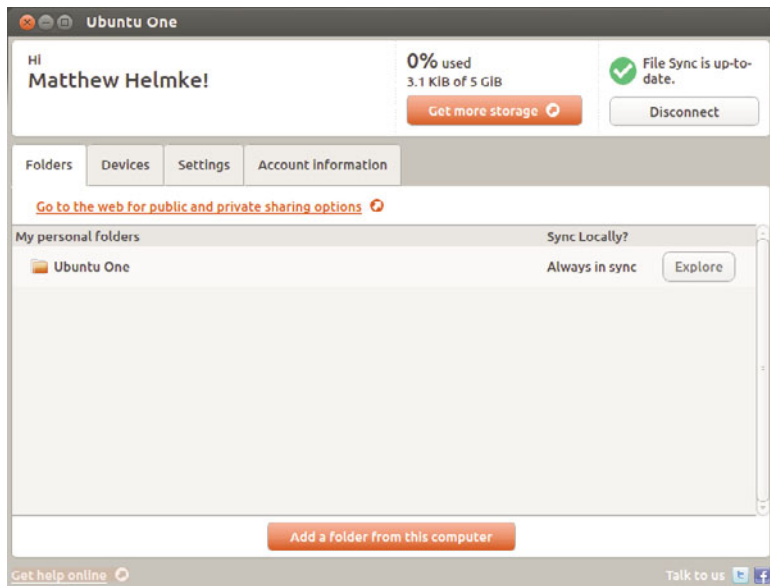 Ubuntu One
Hi
Matthew Helmke!
0% used
3.1 KiB of 5 GiB
Get more storage
File Sync is up-to-
date.
Disconnect
Folders Devices Settings Account information
Go to the web for public and private sharing options
My personal folders Sync Locally?
Ubuntu One Always in sync Explore
Add a folder from this computer
Get help online Talk to us